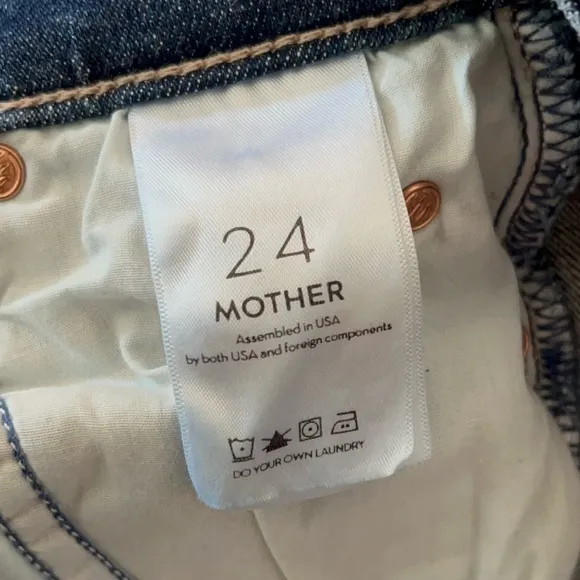 24
MOTHER
Assembled in USA
by both USA and foreign components
DO YOUR OWN LAUNDRY